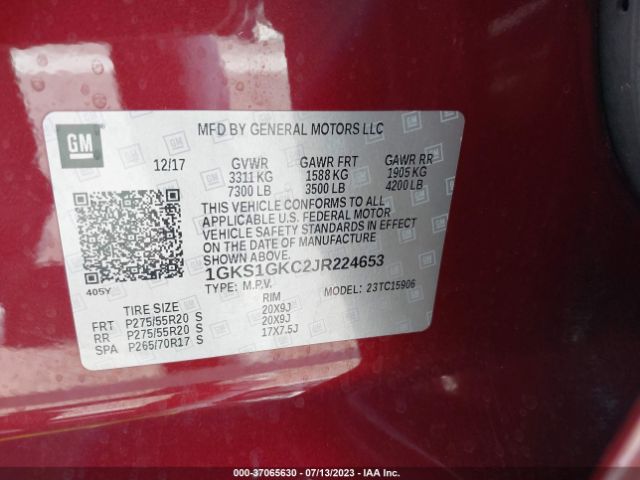 GM
MFD BY GENERAL MOTORS LLC
12/17 GVWR GAWR FRT GAWR RR
3311 KG 1588 KG 1905 KG
7300 LB 3500 LB 4200 LB
THIS VEHICLE CONFORMS TO ALL
APPLICABLE U.S. FEDERAL MOTOR
VEHICLE SAFETY STANDARDS IN EFFECT
ON THE DATE OF MANUFACTURE
SHOWN ABOVE.
1GKS1GKC2JR224653
405Y TYPE: M.P.V. MODEL: 23TC15906
TIRE SIZE RIM
FRT P275/55R20 S 20X9J
RR P275/55R20 S 20X9J
SPA P265/70R17 S 17X7.5J
000-37065630 - 07/13/2023 - IAA Inc.